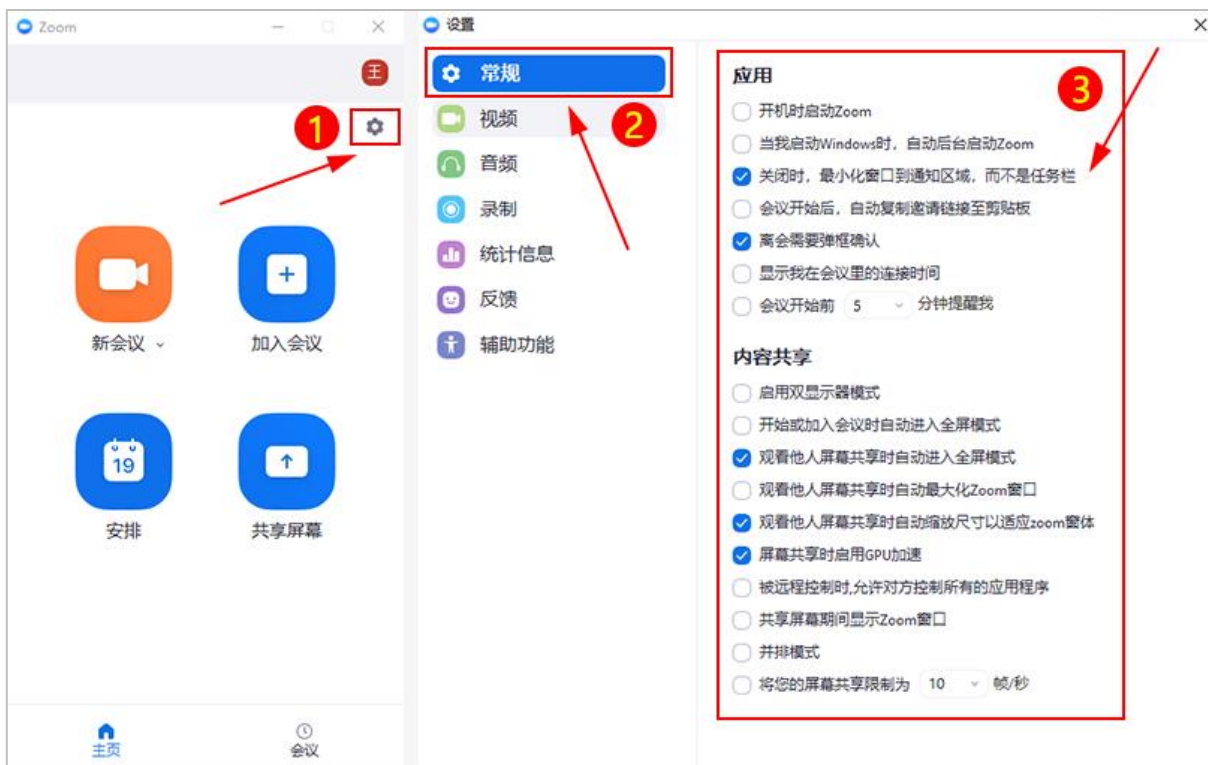 Zoom
王
1
新会议
加入会议
19
安排
共享屏幕
主页
会议
设置
常规
2
视频
音频
录制
统计信息
反馈
辅助功能
3
应用
开机时启动Zoom
当我启动Windows时，自动后台启动Zoom
关闭时，最小化窗口到通知区域，而不是任务栏
会议开始后，自动复制邀请链接至剪贴板
离会需要弹框确认
显示我在会议里的连接时间
会议开始前 5 分钟提醒我
内容共享
启用双显示器模式
开始或加入会议时自动进入全屏模式
观看他人屏幕共享时自动进入全屏模式
观看他人屏幕共享时自动最大化Zoom窗口
观看他人屏幕共享时自动缩放尺寸以适应zoom窗体
屏幕共享时启用GPU加速
被远程控制时,允许对方控制所有的应用程序
共享屏幕期间显示Zoom窗口
并排模式
将您的屏幕共享限制为 10 帧/秒